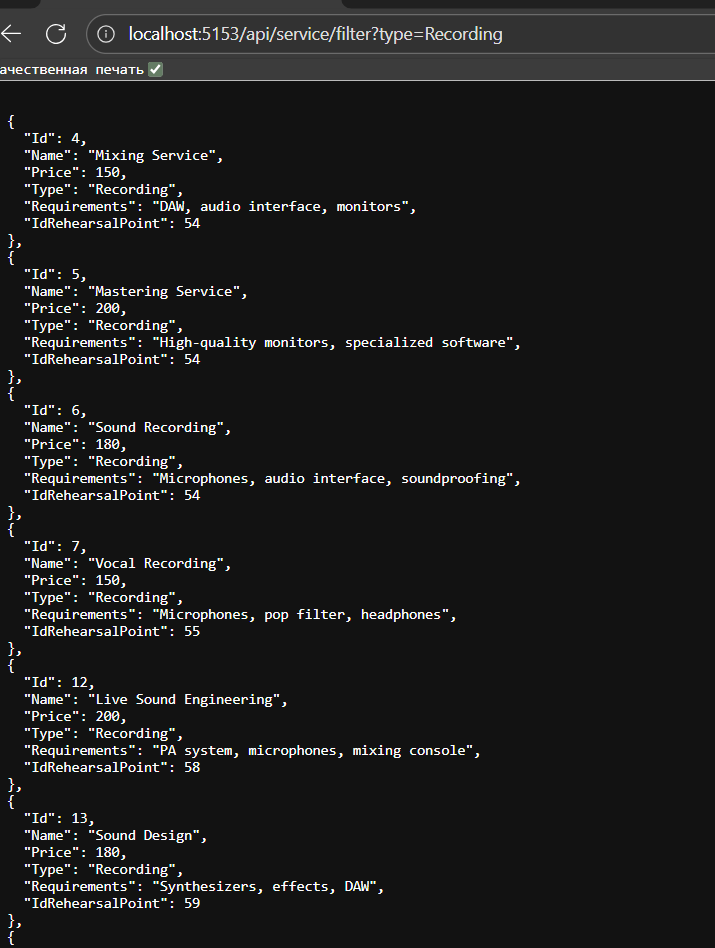 localhost:5153/api/service/filter?type=Recording
ачественная печать
{
"Id": 4,
"Name": "Mixing Service",
"Price": 150,
"Type": "Recording",
"Requirements": "DAW, audio interface, monitors",
"IdRehearsalPoint": 54
},
{
"Id": 5,
"Name": "Mastering Service",
"Price": 200,
"Type": "Recording",
"Requirements": "High-quality monitors, specialized software",
"IdRehearsalPoint": 54
},
{
"Id": 6,
"Name": "Sound Recording",
"Price": 180,
"Type": "Recording",
"Requirements": "Microphones, audio interface, soundproofing",
"IdRehearsalPoint": 54
},
{
"Id": 7,
"Name": "Vocal Recording",
"Price": 150,
"Type": "Recording",
"Requirements": "Microphones, pop filter, headphones",
"IdRehearsalPoint": 55
},
{
"Id": 12,
"Name": "Live Sound Engineering",
"Price": 200,
"Type": "Recording",
"Requirements": "PA system, microphones, mixing console",
"IdRehearsalPoint": 58
},
{
"Id": 13,
"Name": "Sound Design",
"Price": 180,
"Type": "Recording",
"Requirements": "Synthesizers, effects, DAW",
"IdRehearsalPoint": 59
},
{